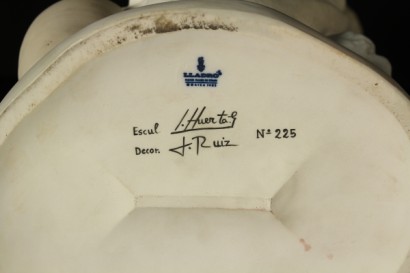 LLADRÓ
Escul J. Huerta
Decor. J. Ruiz
Nº 225